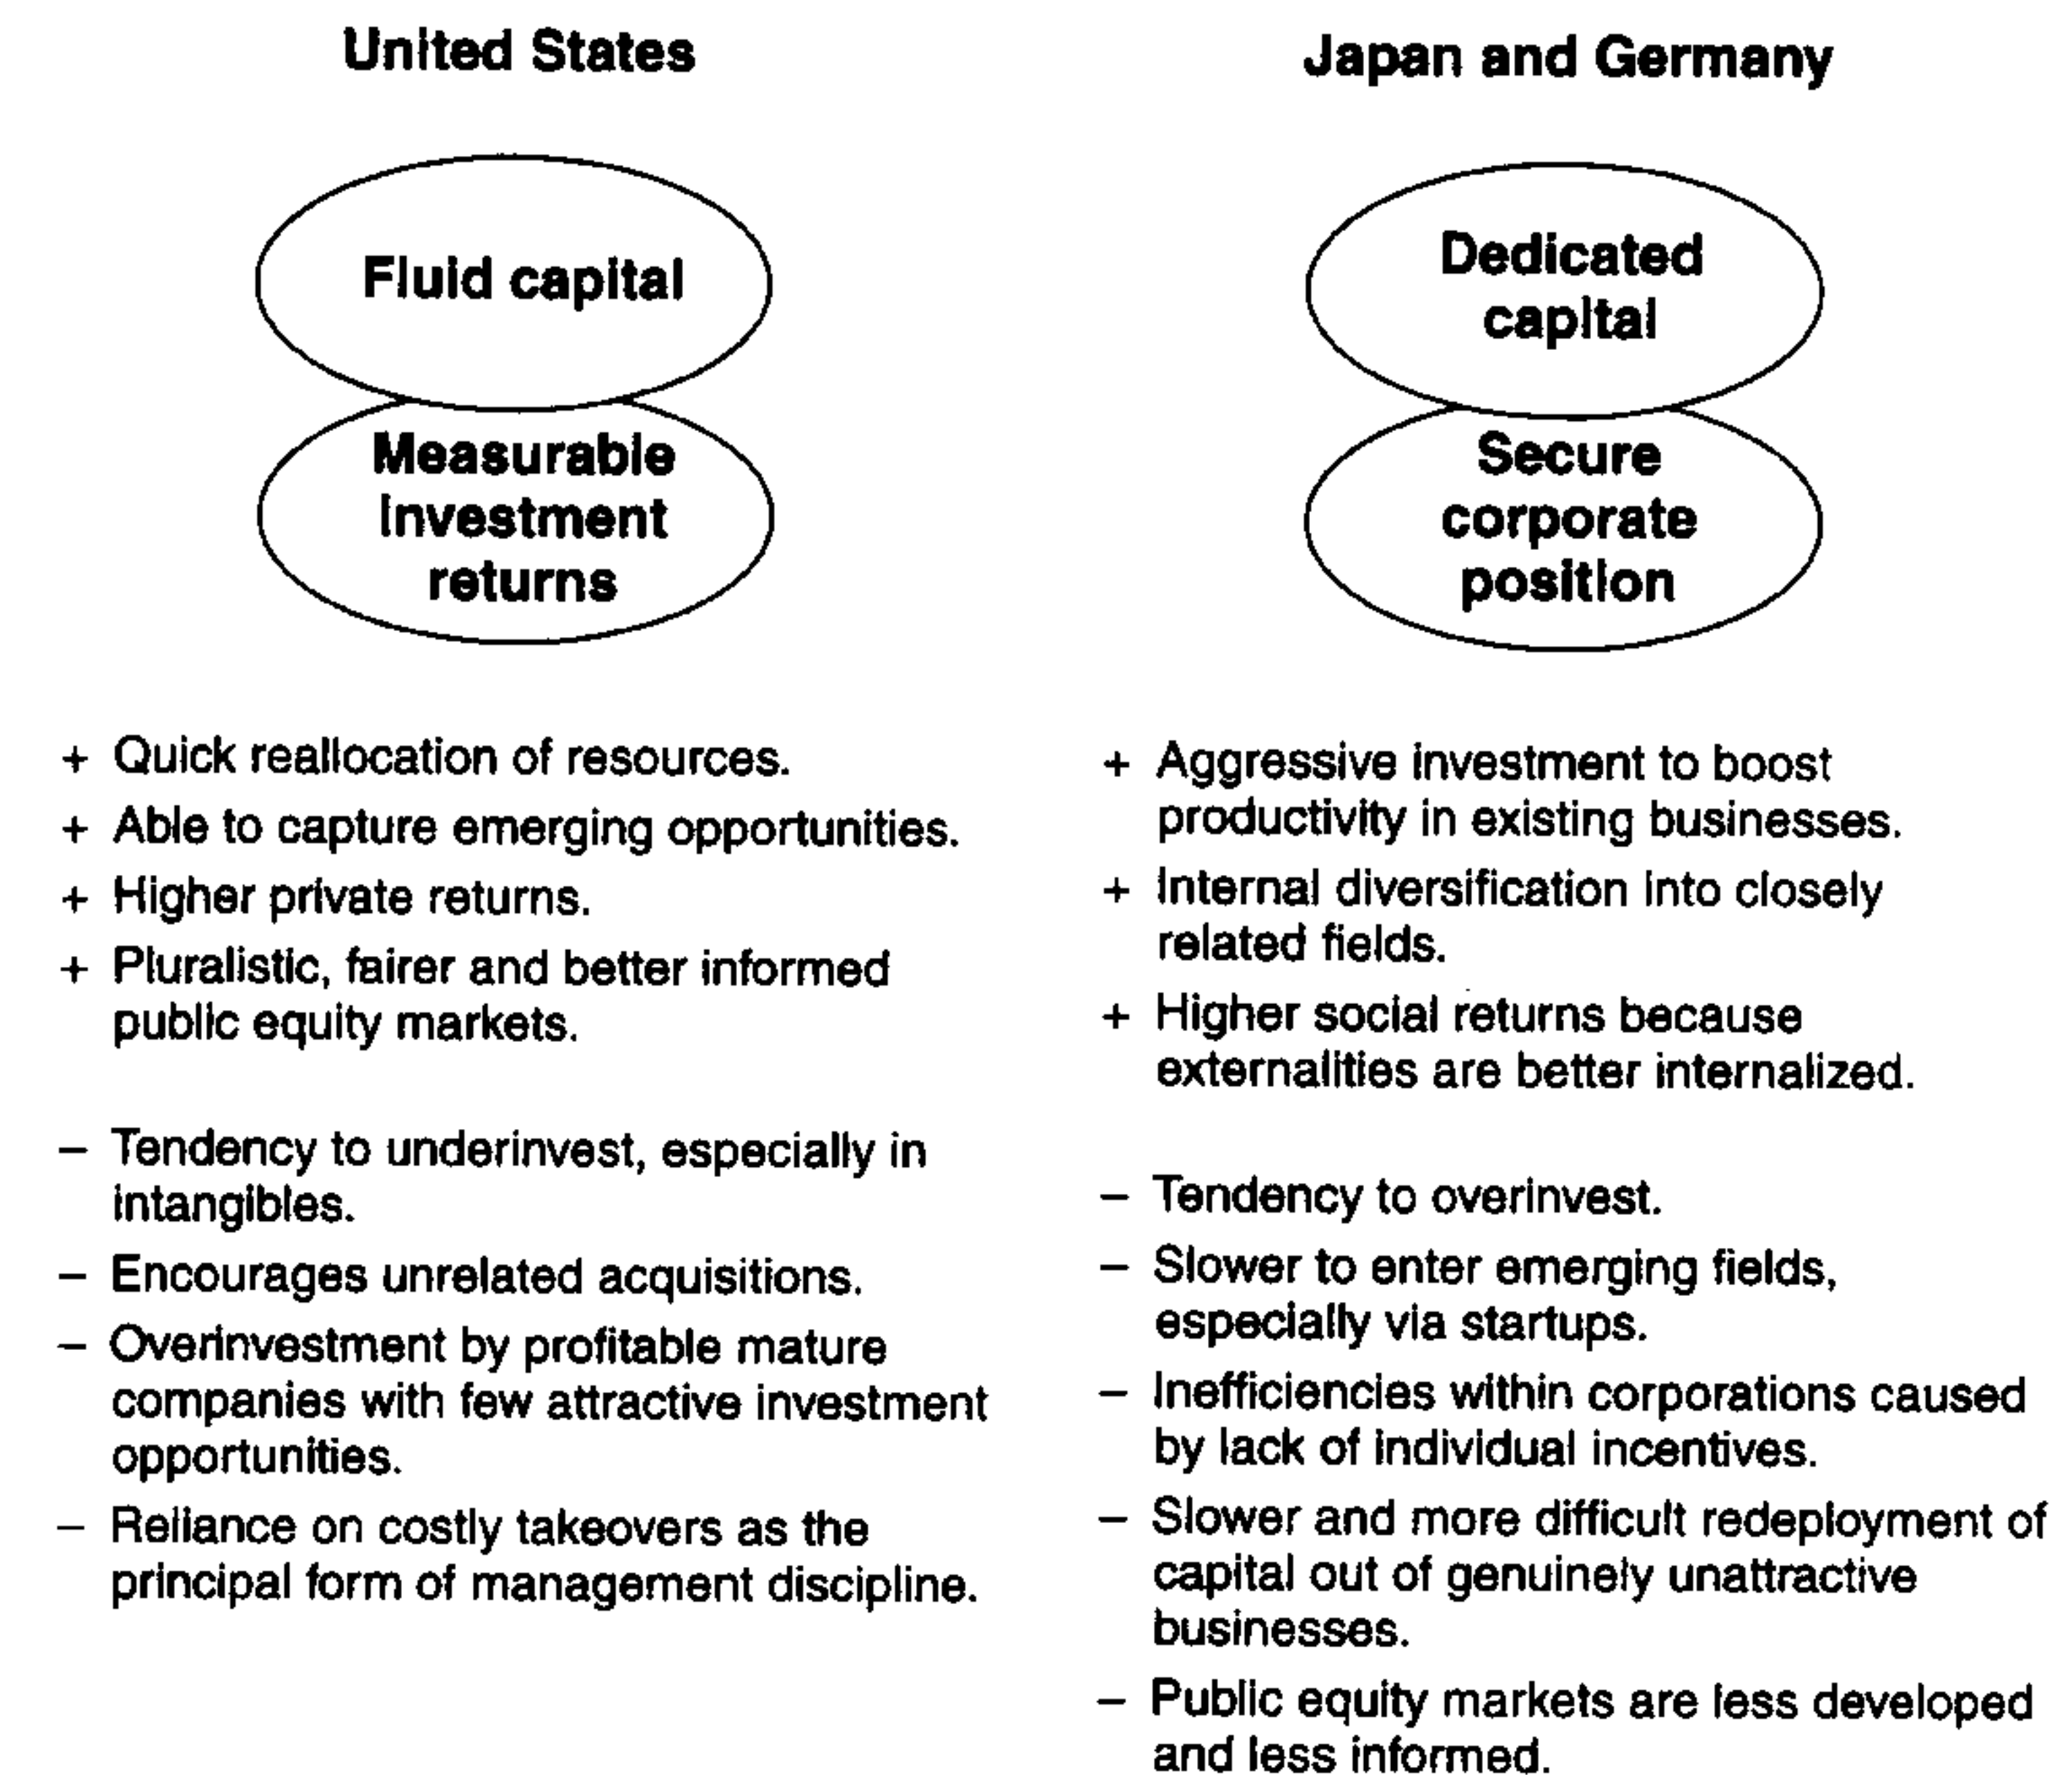 United States
Fluid capital
Measurable
investment
returns
+ Quick reallocation of resources.
+ Able to capture emerging opportunities.
+ Higher private returns.
+ Pluralistic, fairer and better informed
public equity markets.
– Tendency to underinvest, especially in
intangibles.
– Encourages unrelated acquisitions.
– Overinvestment by profitable mature
companies with few attractive investment
opportunities.
– Reliance on costly takeovers as the
principal form of management discipline.
Japan and Germany
Dedicated
capital
Secure
corporate
position
+ Aggressive investment to boost
productivity in existing businesses.
+ Internal diversification into closely
related fields.
+ Higher social returns because
externalities are better internalized.
– Tendency to overinvest.
– Slower to enter emerging fields,
especially via startups.
– Inefficiencies within corporations caused
by lack of individual incentives.
– Slower and more difficult redeployment of
capital out of genuinely unattractive
businesses.
– Public equity markets are less developed
and less informed.